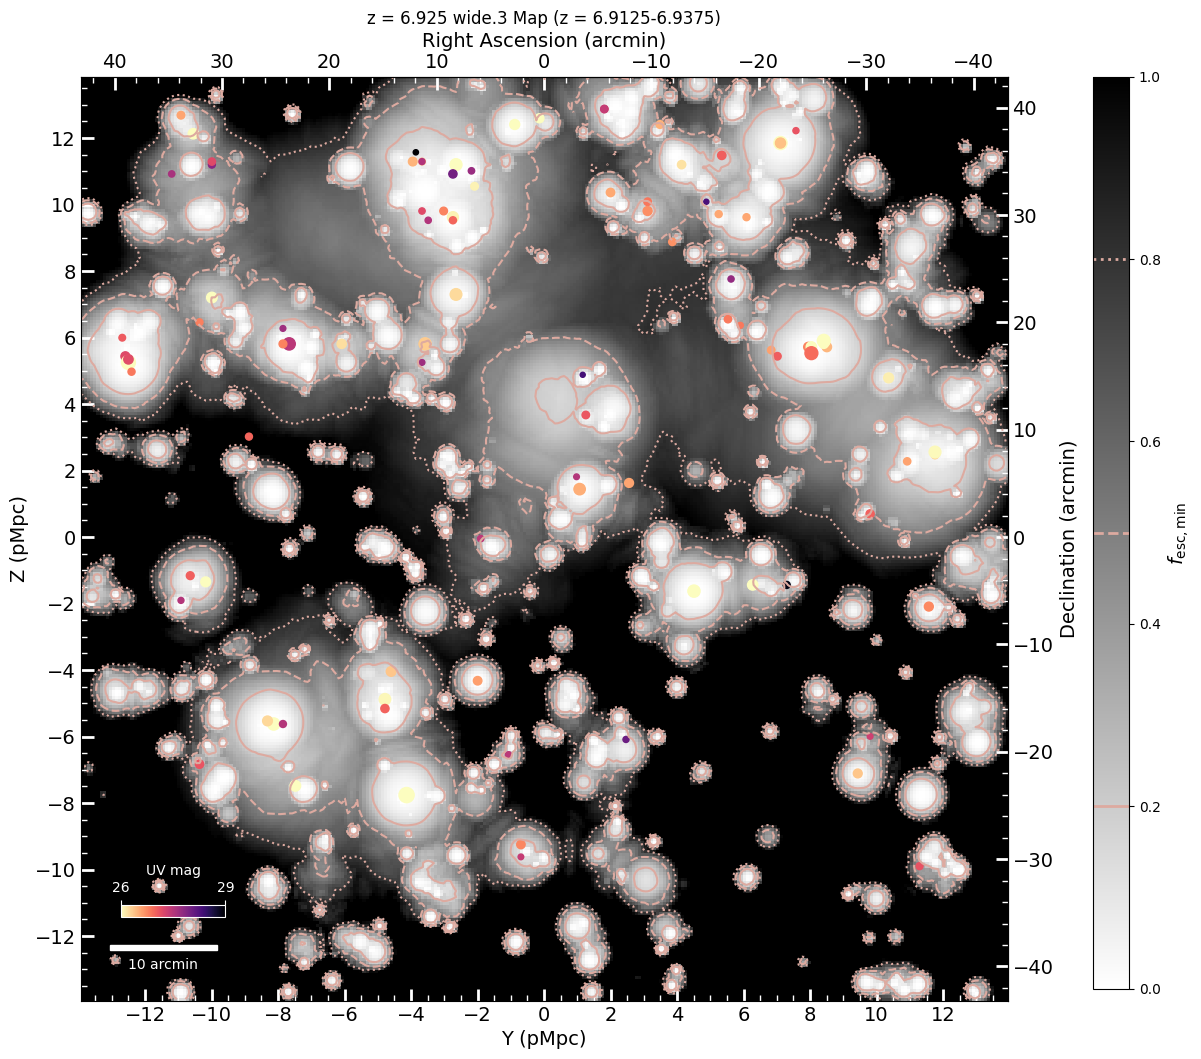 z = 6.925 wide.3 Map (z = 6.9125-6.9375)
Right Ascension (arcmin)
40 30 20 10 0 −10 −20 −30 −40
12
10
8
6
4
2
0
−2
−4
−6
−8
−10
−12
Z (pMpc)
−12 −10 −8 −6 −4 −2 0 2 4 6 8 10 12
Y (pMpc)
40
30
20
10
0
−10
−20
−30
−40
Declination (arcmin)
UV mag
26 29
10 arcmin
1.0
0.8
0.6
0.4
0.2
0.0
fesc,min